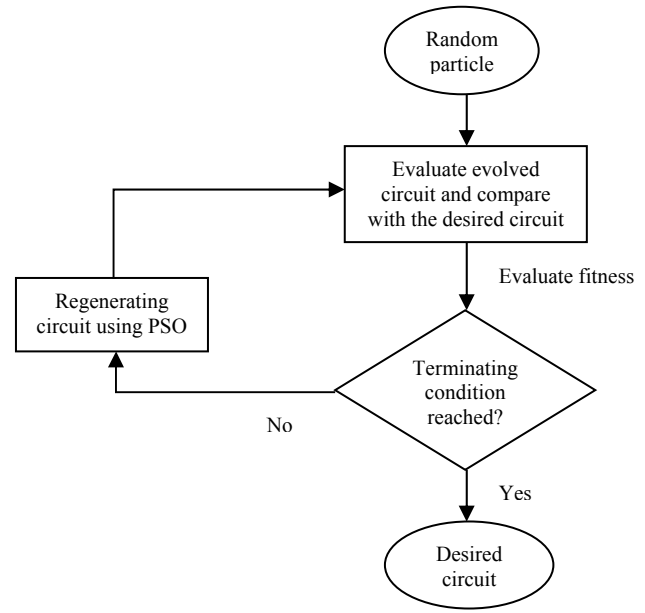 Random
particle
Evaluate evolved
circuit and compare
with the desired circuit
Evaluate fitness
Regenerating
circuit using PSO
Terminating
condition
reached?
No
Yes
Desired
circuit